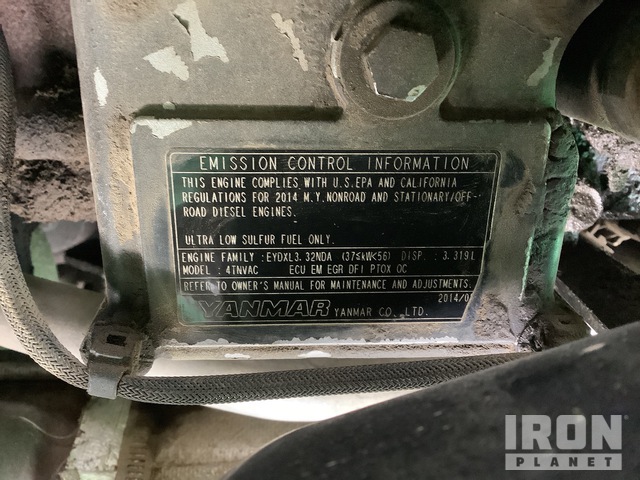 EMISSION CONTROL INFORMATION
THIS ENGINE COMPLIES WITH U.S.EPA AND CALIFORNIA
REGULATIONS FOR 2014 M.Y.NONROAD AND STATIONARY/OFF-
ROAD DIESEL ENGINES.
ULTRA LOW SULFUR FUEL ONLY.
ENGINE FAMILY :EYDXL3.32NDA (37≤kW<56) DISP. : 3.319L
MODEL : 4TNVAC ECU EM EGR DFI PTOX OC
REFER TO OWNER'S MANUAL FOR MAINTENANCE AND ADJUSTMENTS.
2014/0
YANMAR YANMAR CO.,LTD.
IRON
PLANET